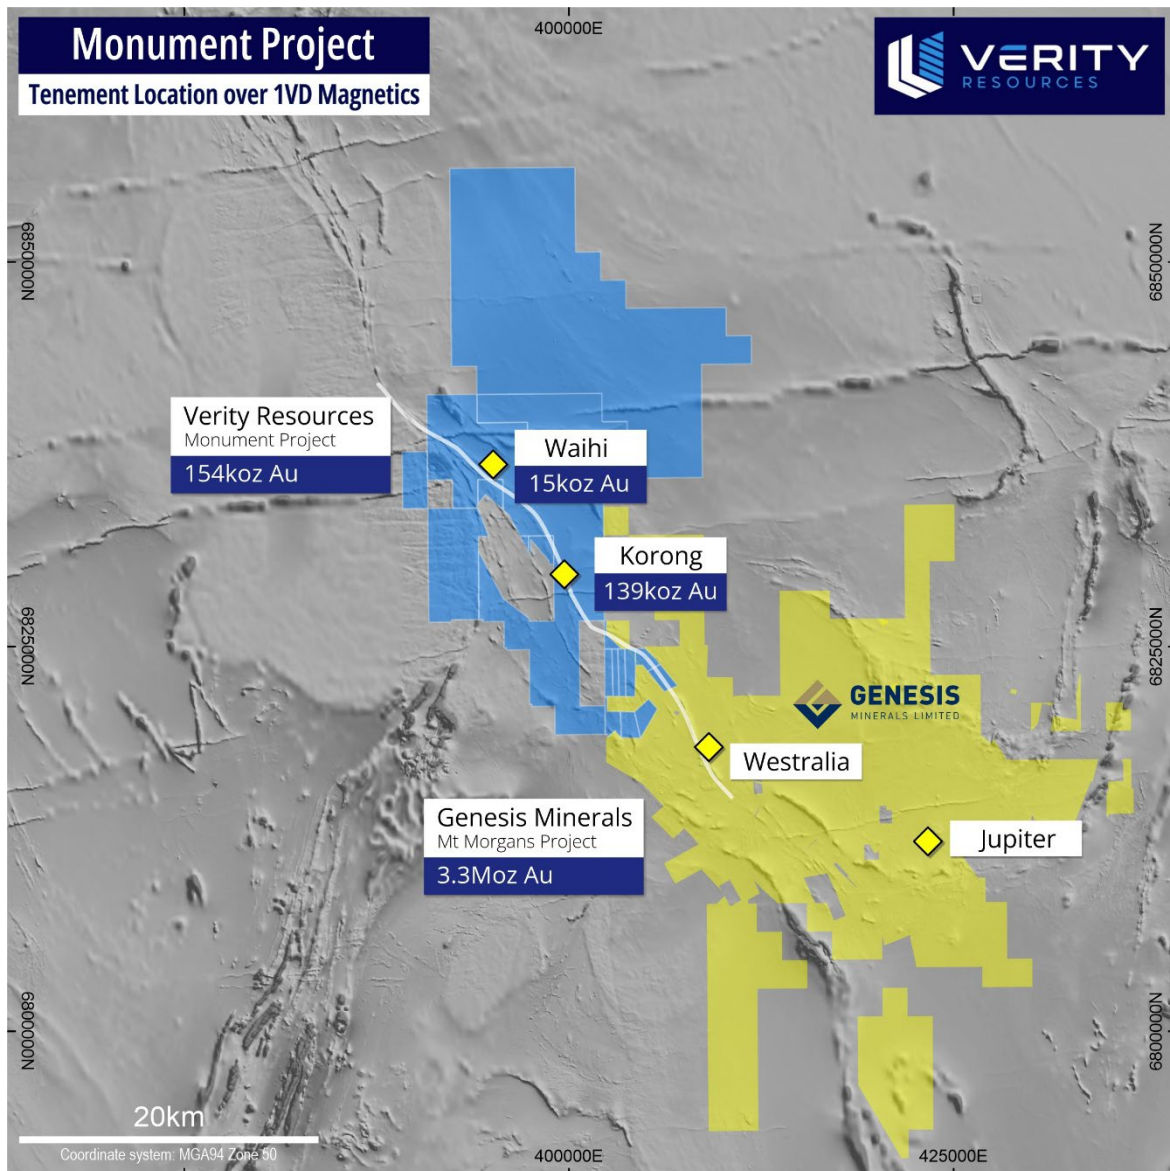 Monument Project
Tenement Location over 1VD Magnetics
400000E
VERITY
RESOURCES
6850000N
6850000N
Verity Resources
Monument Project
154koz Au
Waihi
15koz Au
Korong
139koz Au
6825000N
6825000N
GENESIS
MINERALS LIMITED
Westralia
Genesis Minerals
Mt Morgans Project
3.3Moz Au
Jupiter
6800000N
6800000N
20km
Coordinate system: MGA94 Zone 50
400000E
425000E